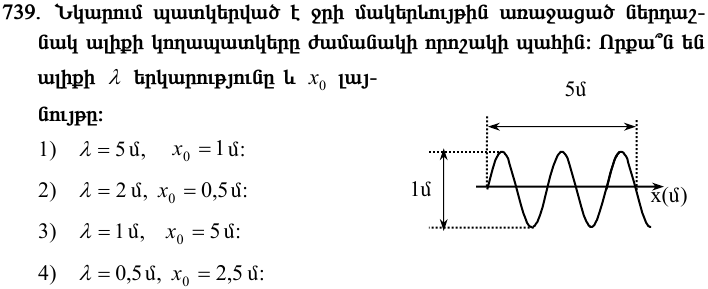 739. Նկարում պատկերված է ջրի մակերևույթին առաջացած ներդաշ-
նակ ալիքի կողապատկերը ժամանակի որոշակի պահին: Որքա՞ն են
ալիքի λ երկարությունը և x₀ լայ-
նույթը:
1) λ = 5 մ, x₀ = 1 մ:
2) λ = 2 մ, x₀ = 0,5 մ:
3) λ = 1 մ, x₀ = 5 մ:
4) λ = 0,5 մ, x₀ = 2,5 մ:
5մ
1մ
x(մ)